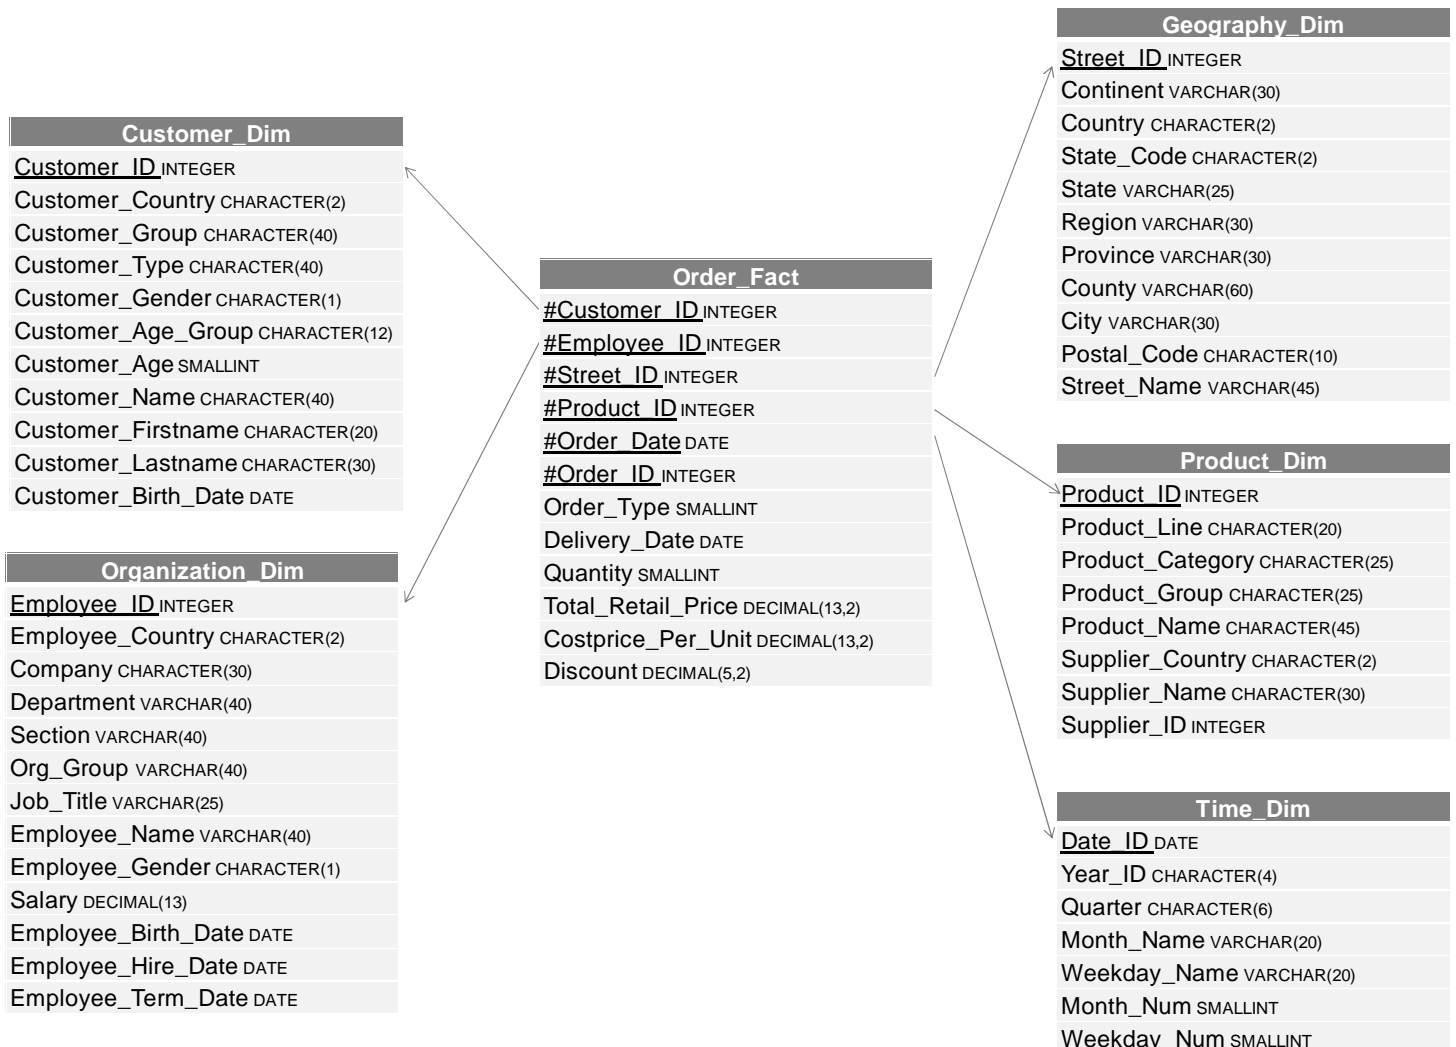 Customer_Dim
Customer_ID INTEGER
Customer_Country CHARACTER(2)
Customer_Group CHARACTER(40)
Customer_Type CHARACTER(40)
Customer_Gender CHARACTER(1)
Customer_Age_Group CHARACTER(12)
Customer_Age SMALLINT
Customer_Name CHARACTER(40)
Customer_Firstname CHARACTER(20)
Customer_Lastname CHARACTER(30)
Customer_Birth_Date DATE
Organization_Dim
Employee_ID INTEGER
Employee_Country CHARACTER(2)
Company CHARACTER(30)
Department VARCHAR(40)
Section VARCHAR(40)
Org_Group VARCHAR(40)
Job_Title VARCHAR(25)
Employee_Name VARCHAR(40)
Employee_Gender CHARACTER(1)
Salary DECIMAL(13)
Employee_Birth_Date DATE
Employee_Hire_Date DATE
Employee_Term_Date DATE
Order_Fact
#Customer_ID INTEGER
#Employee_ID INTEGER
#Street_ID INTEGER
#Product_ID INTEGER
#Order_Date DATE
#Order_ID INTEGER
Order_Type SMALLINT
Delivery_Date DATE
Quantity SMALLINT
Total_Retail_Price DECIMAL(13,2)
Costprice_Per_Unit DECIMAL(13,2)
Discount DECIMAL(5,2)
Geography_Dim
Street_ID INTEGER
Continent VARCHAR(30)
Country CHARACTER(2)
State_Code CHARACTER(2)
State VARCHAR(25)
Region VARCHAR(30)
Province VARCHAR(30)
County VARCHAR(60)
City VARCHAR(30)
Postal_Code CHARACTER(10)
Street_Name VARCHAR(45)
Product_Dim
Product_ID INTEGER
Product_Line CHARACTER(20)
Product_Category CHARACTER(25)
Product_Group CHARACTER(25)
Product_Name CHARACTER(45)
Supplier_Country CHARACTER(2)
Supplier_Name CHARACTER(30)
Supplier_ID INTEGER
Time_Dim
Date_ID DATE
Year_ID CHARACTER(4)
Quarter CHARACTER(6)
Month_Name VARCHAR(20)
Weekday_Name VARCHAR(20)
Month_Num SMALLINT
Weekday_Num SMALLINT